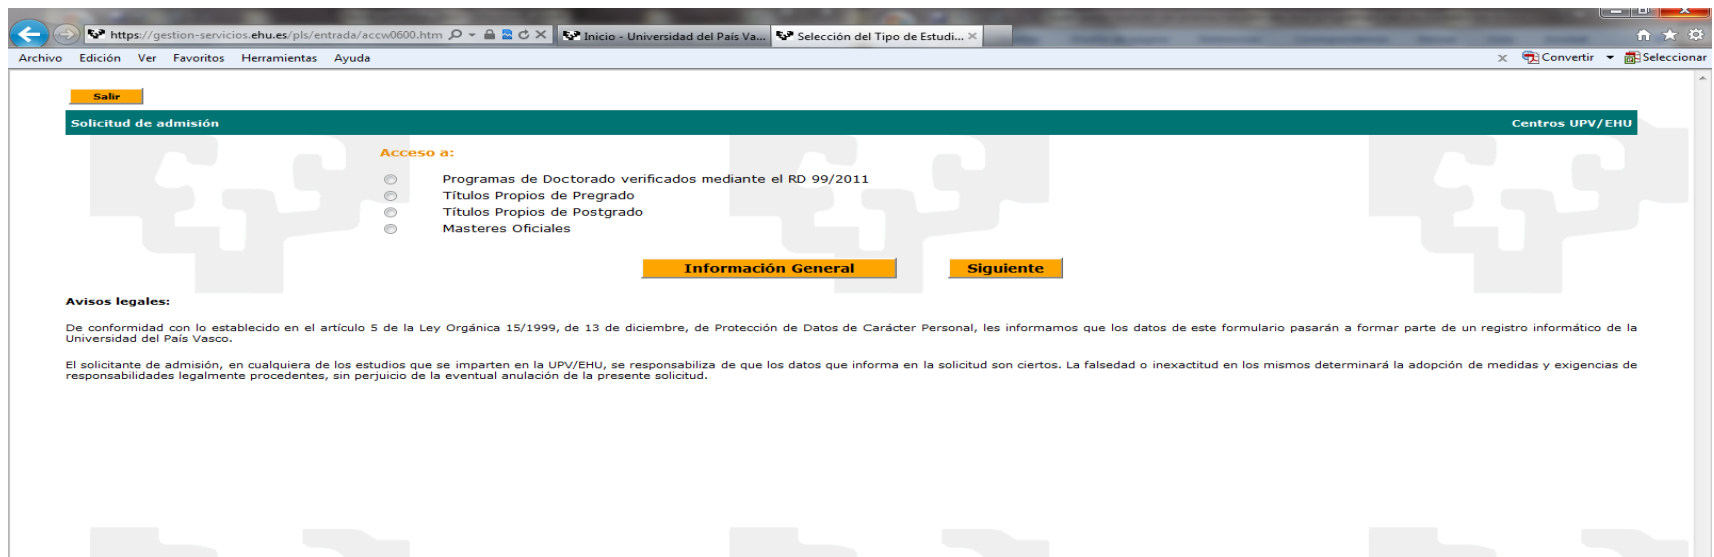 https://gestion-servicios.ehu.es/pls/entrada/accw0600.htm
Inicio - Universidad del País Va...
Selección del Tipo de Estudi...
Archivo Edición Ver Favoritos Herramientas Ayuda
Convertir Seleccionar
Salir
Solicitud de admisión Centros UPV/EHU
Acceso a:
Programas de Doctorado verificados mediante el RD 99/2011
Títulos Propios de Pregrado
Títulos Propios de Postgrado
Masteres Oficiales
Información General Siguiente
Avisos legales:
De conformidad con lo establecido en el artículo 5 de la Ley Orgánica 15/1999, de 13 de diciembre, de Protección de Datos de Carácter Personal, les informamos que los datos de este formulario pasarán a formar parte de un registro informático de la
Universidad del País Vasco.
El solicitante de admisión, en cualquiera de los estudios que se imparten en la UPV/EHU, se responsabiliza de que los datos que informa en la solicitud son ciertos. La falsedad o inexactitud en los mismos determinará la adopción de medidas y exigencias de
responsabilidades legalmente procedentes, sin perjuicio de la eventual anulación de la presente solicitud.